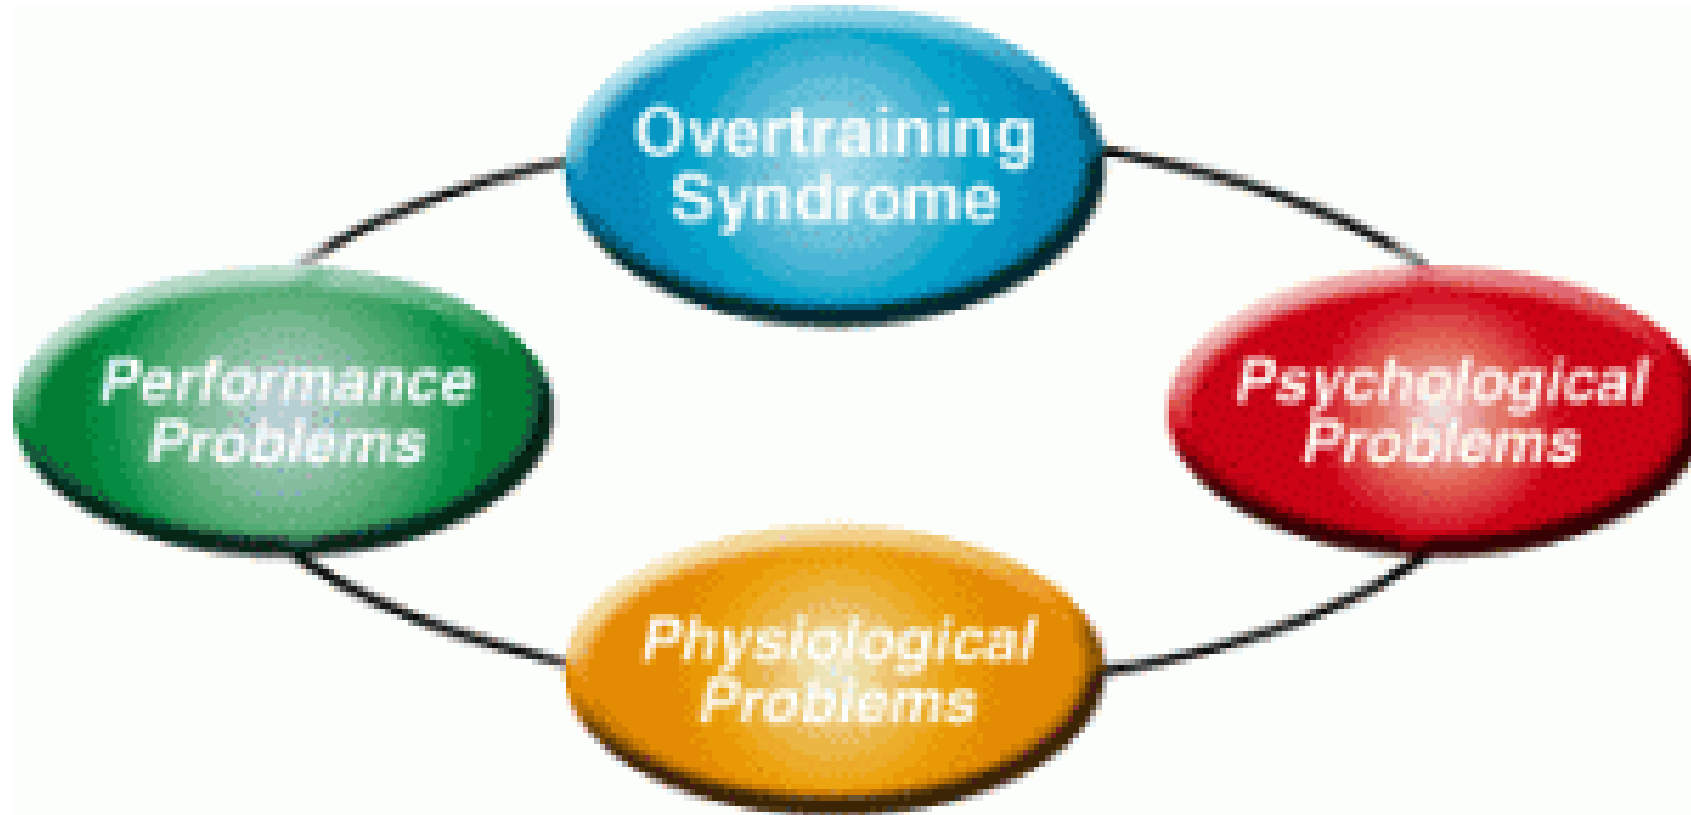 Overtraining
Syndrome
Performance
Problems
Psychological
Problems
Physiological
Problems